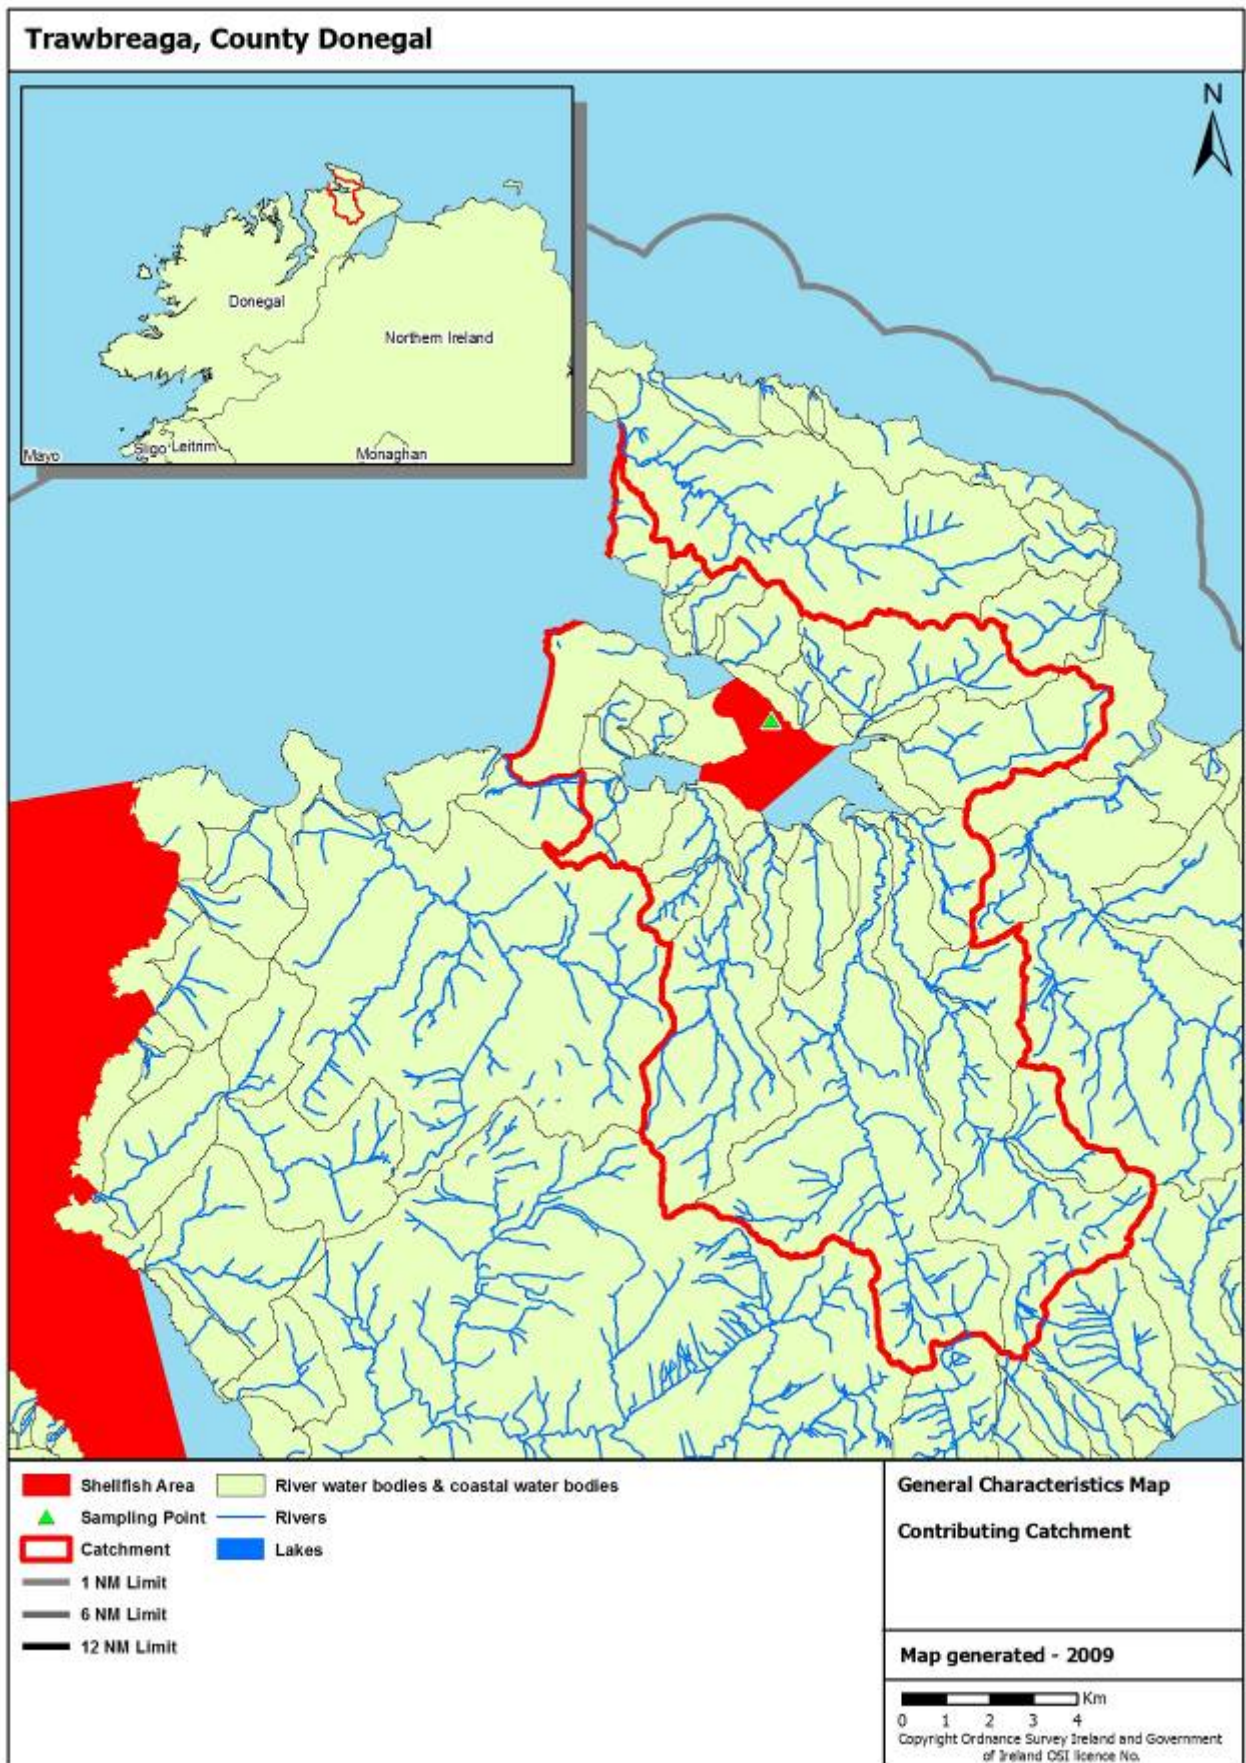 Trawbreaga, County Donegal
N
Donegal
Northern Ireland
Mayo
Sligo
Leitrim
Monaghan
Shellfish Area
River water bodies & coastal water bodies
Sampling Point
Rivers
Catchment
Lakes
1 NM Limit
6 NM Limit
12 NM Limit
General Characteristics Map
Contributing Catchment
Map generated - 2009
Km
0 1 2 3 4
Copyright Ordnance Survey Ireland and Government
of Ireland OSI licence No.